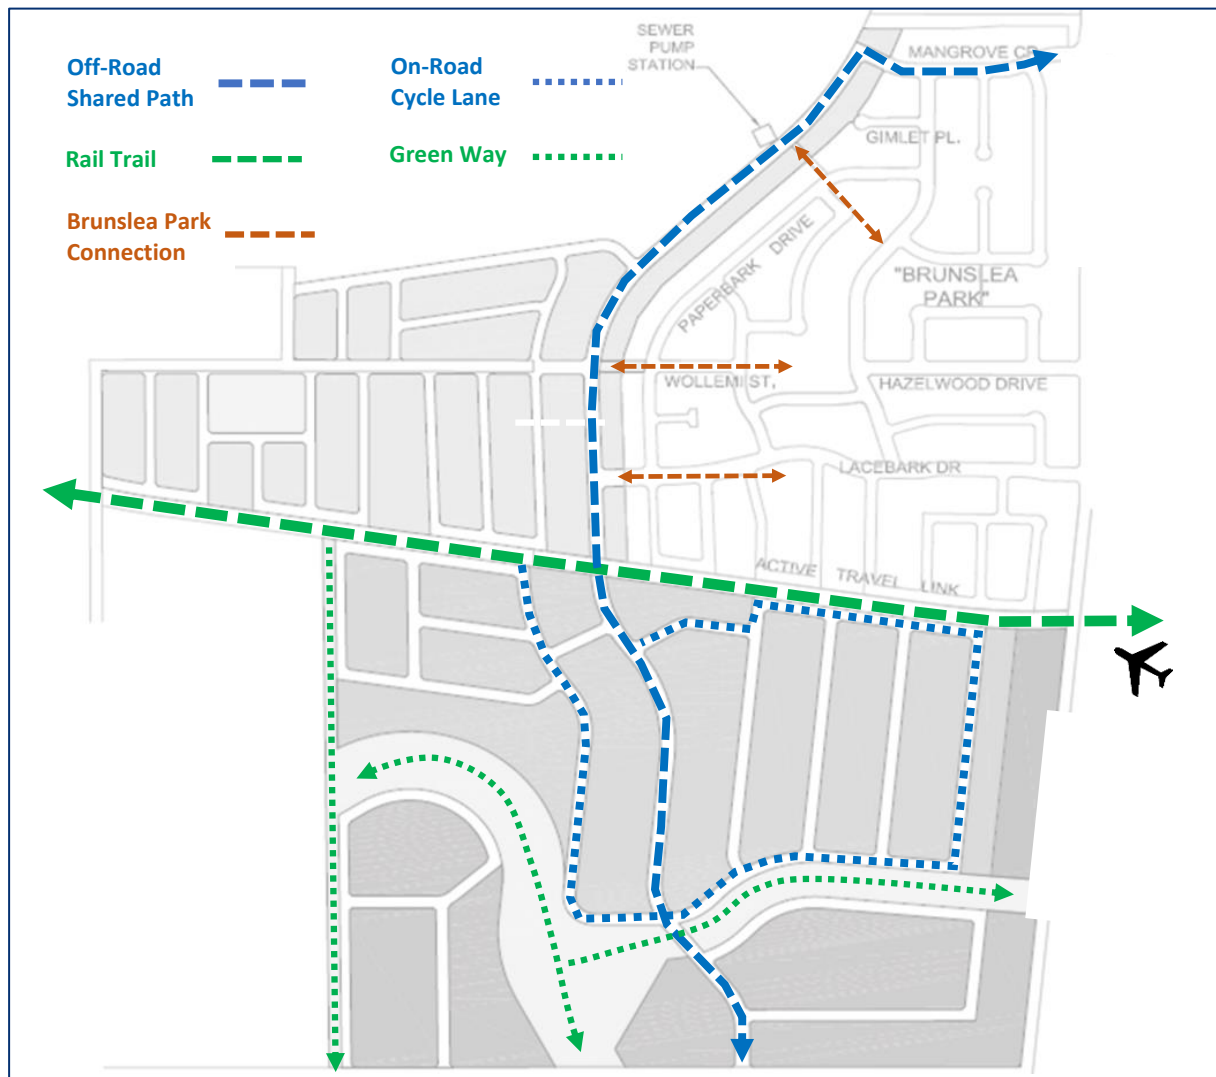 SEWER
PUMP
STATION
MANGROVE CR
Off-Road
Shared Path
On-Road
Cycle Lane
GIMLET PL.
Rail Trail
Green Way
Brunslea Park
Connection
PAPERBARK DRIVE
"BRUNSLEA
PARK"
WOLLEMI ST.
HAZELWOOD DRIVE
LACEBARK DR
ACTIVE TRAVEL LINK